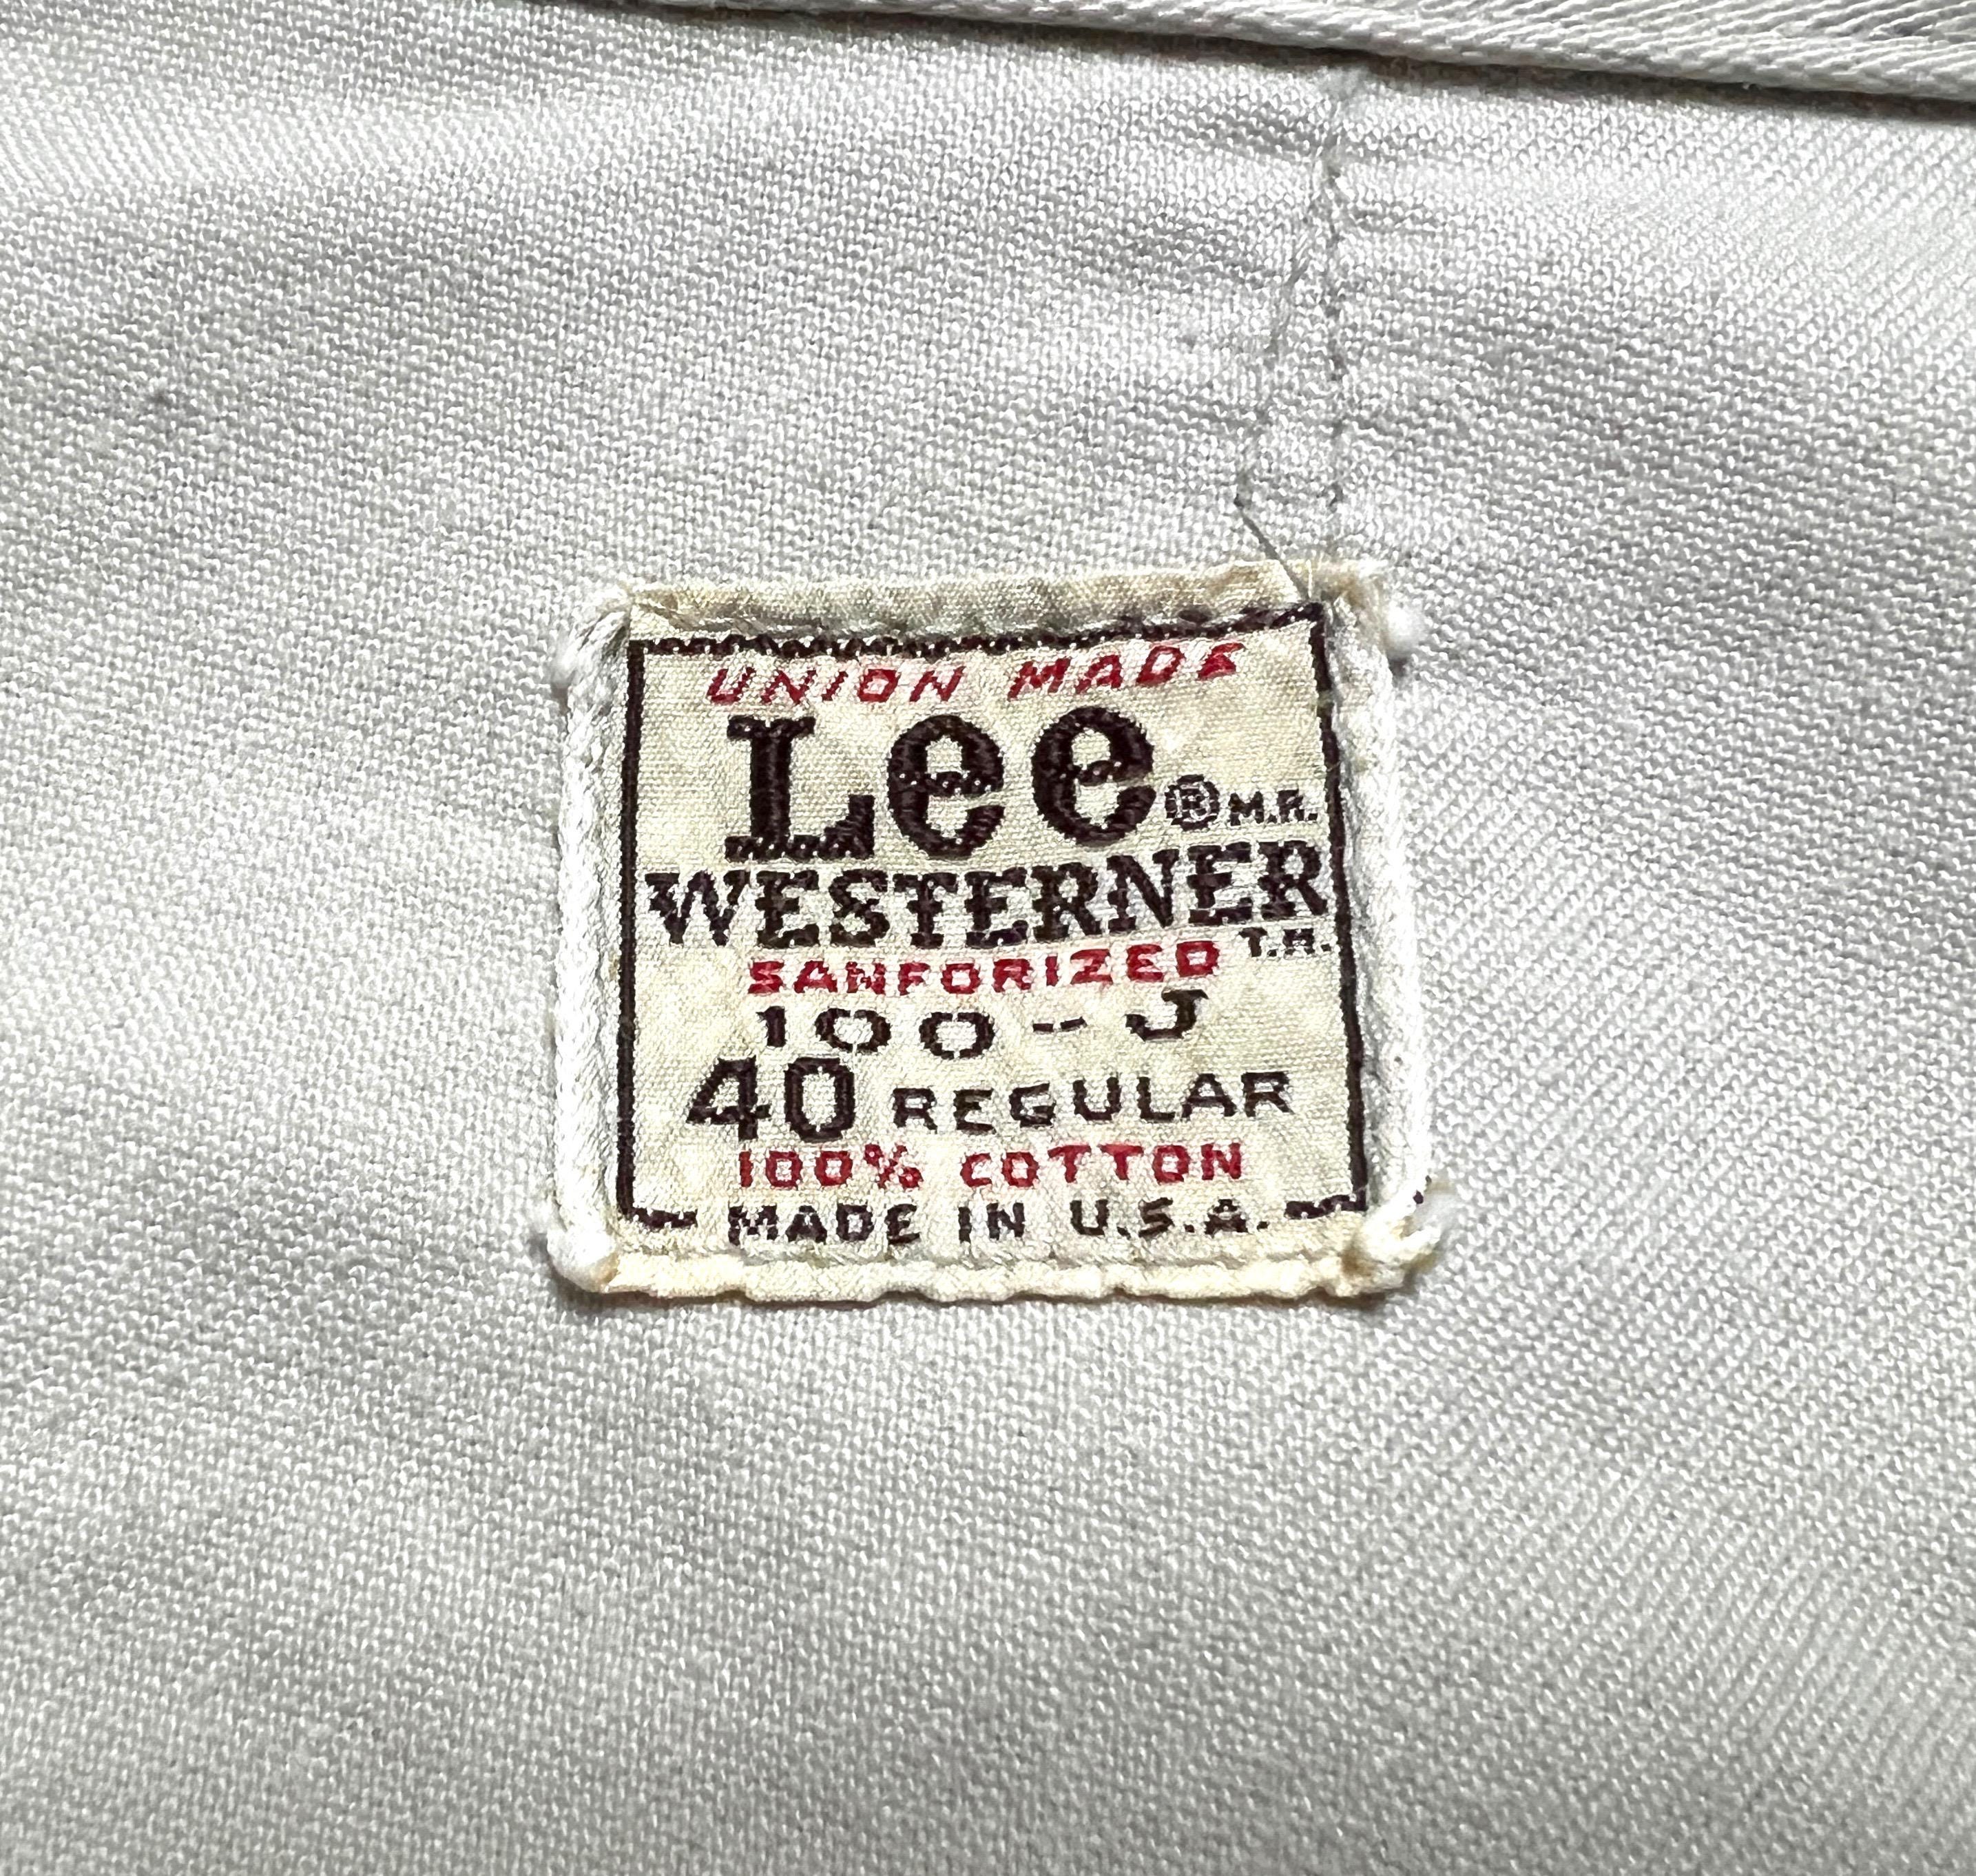 UNION MADE
Lee ® M.R.
WESTERNER
T.M.
SANFORIZED
100-J
40 REGULAR
100% COTTON
MADE IN U.S.A.